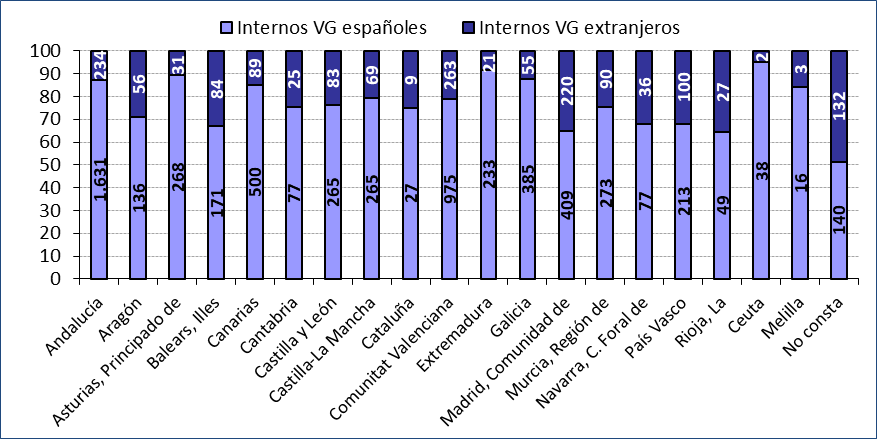 Internos VG españoles Internos VG extranjeros
100
90
80
70
60
50
40
30
20
10
0
234 56 31 84 89 25 83 69 9 263 21 55 220 90 36 100 27 2 3 132
1.631 136 268 171 500 77 265 265 27 975 233 385 409 273 77 213 49 38 16 140
Andalucía
Aragón
Asturias, Principado de
Balears, Illes
Canarias
Cantabria
Castilla y León
Castilla-La Mancha
Cataluña
Comunitat Valenciana
Extremadura
Galicia
Madrid, Comunidad de
Murcia, Región de
Navarra, C. Foral de
País Vasco
Rioja, La
Ceuta
Melilla
No consta